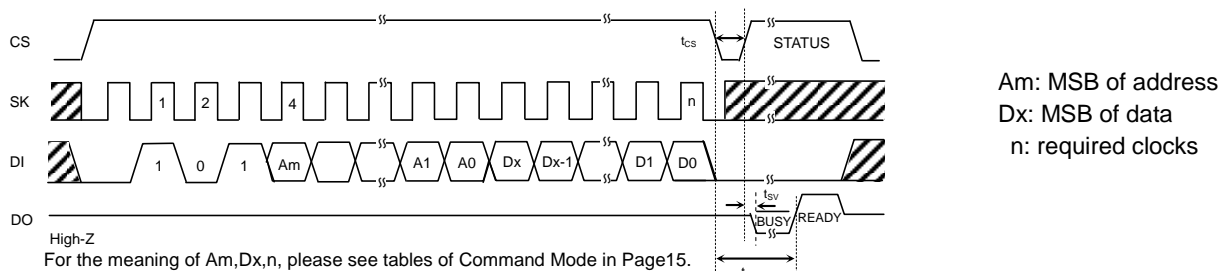 CS
tCS
STATUS
SK
1
2
4
n
Am: MSB of address
Dx: MSB of data
n: required clocks
DI
1
0
1
Am
A1
A0
Dx
Dx-1
D1
D0
DO
tSV
BUSY
READY
High-Z
For the meaning of Am,Dx,n, please see tables of Command Mode in Page15.